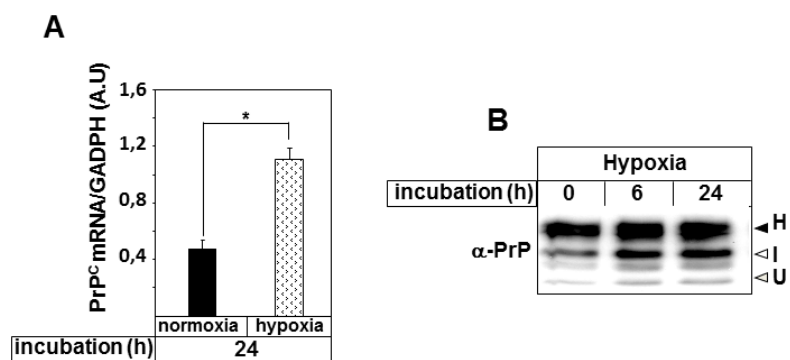 A
PrPᶜ mRNA/GADPH (A.U)
1,6
1,2
0,8
0,4
*
normoxia hypoxia
incubation (h) 24
B
Hypoxia
incubation (h) 0 6 24
α-PrP
H
I
U